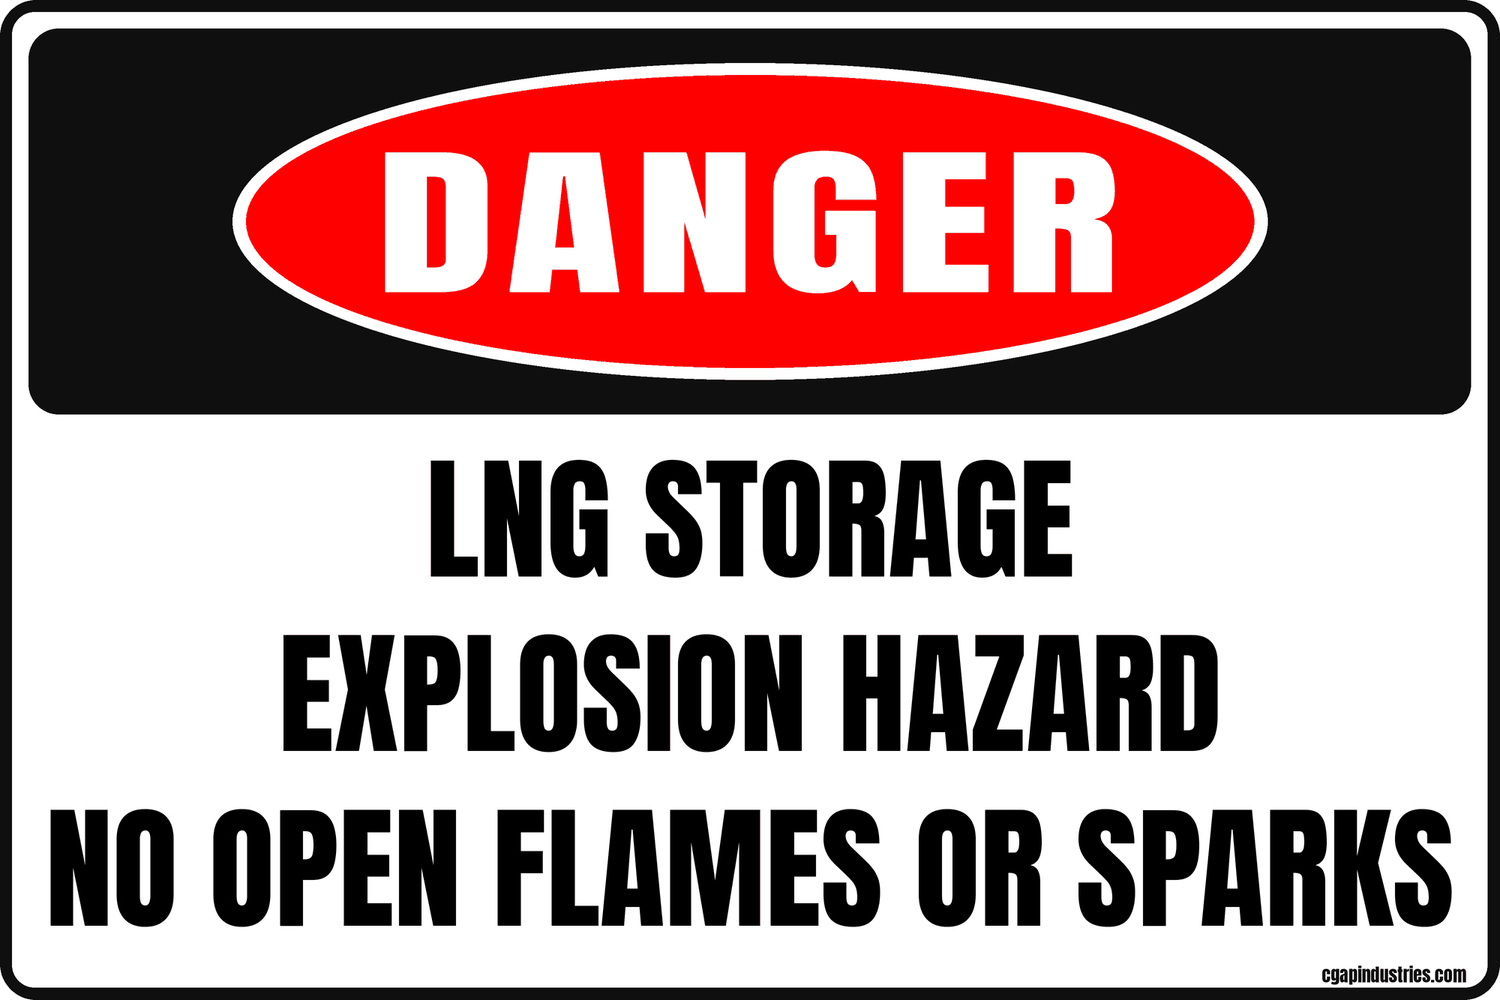 DANGER
LNG STORAGE
EXPLOSION HAZARD
NO OPEN FLAMES OR SPARKS
cgapindustries.com